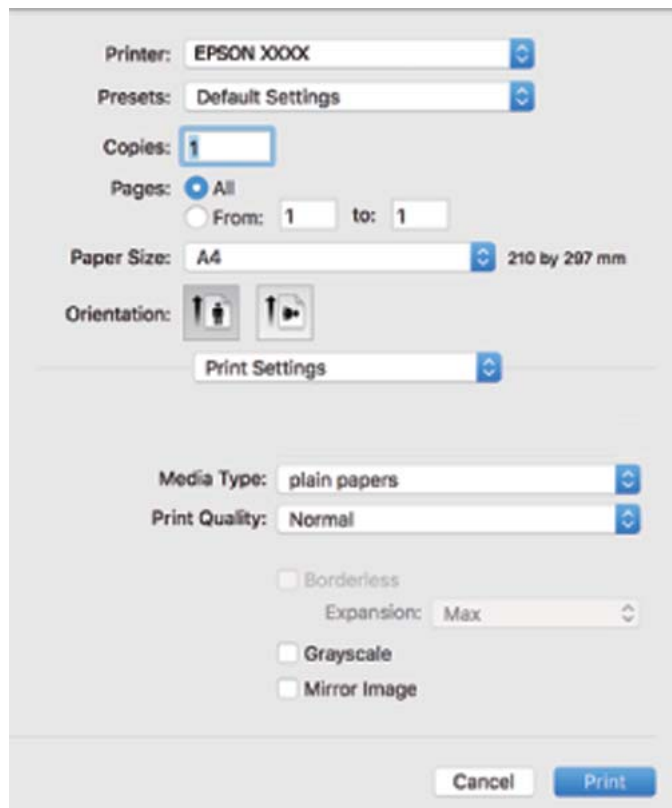 Printer: EPSON XXXX
Presets: Default Settings
Copies: 1
Pages: All
From: 1 to: 1
Paper Size: A4 210 by 297 mm
Orientation:
Print Settings
Media Type: plain papers
Print Quality: Normal
Borderless
Expansion: Max
Grayscale
Mirror Image
Cancel Print